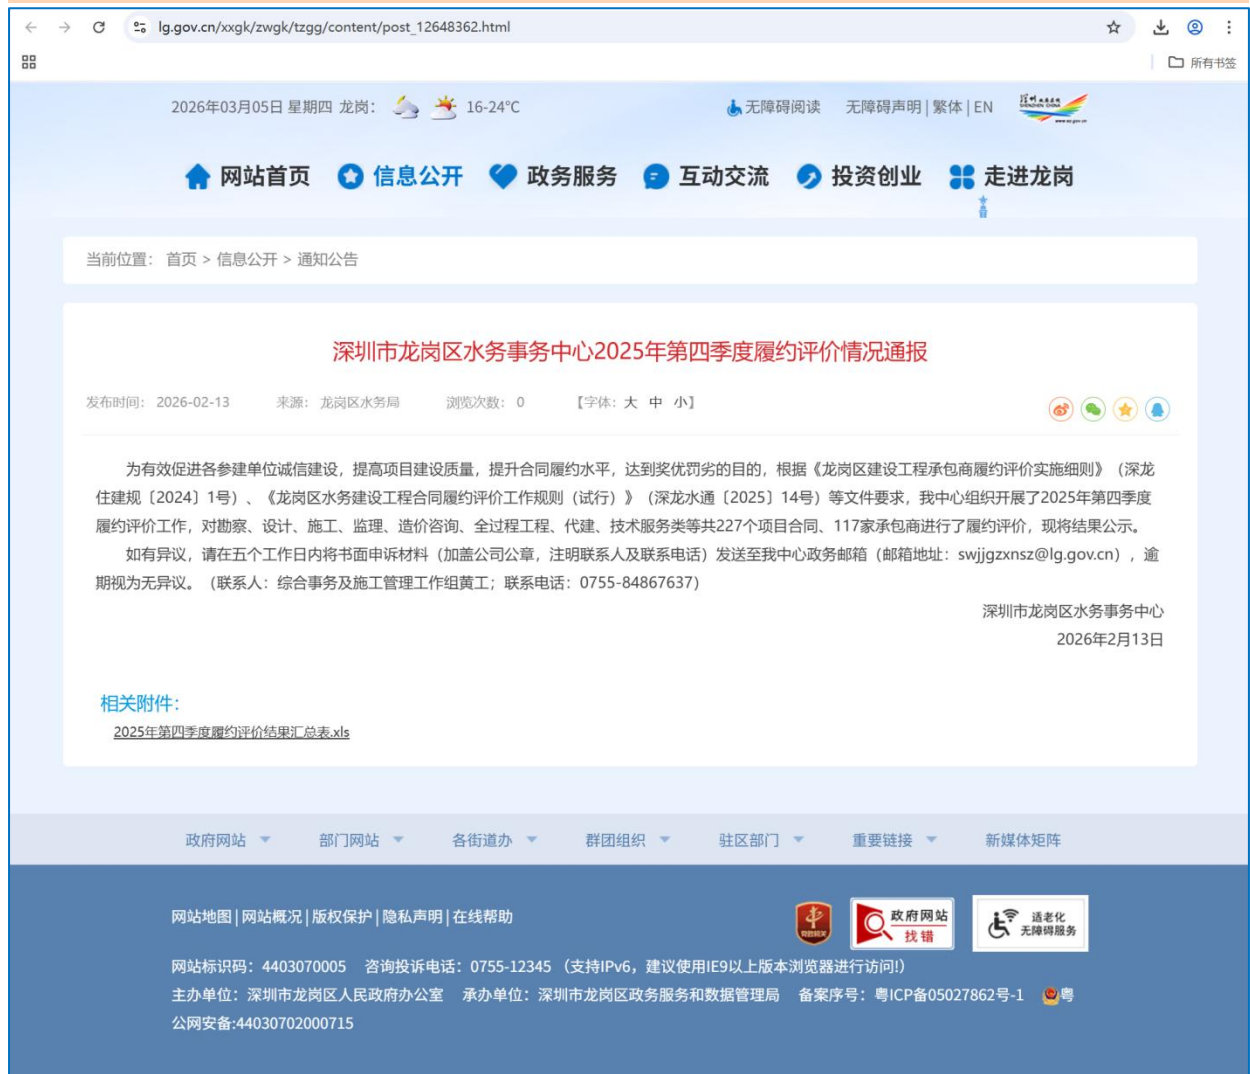 lg.gov.cn/xxgk/zwgk/tzgg/content/post_12648362.html
所有书签
2026年03月05日 星期四 龙岗： 16-24°C 无障碍阅读 无障碍声明 | 繁体 | EN
网站首页 信息公开 政务服务 互动交流 投资创业 走进龙岗
当前位置： 首页 > 信息公开 > 通知公告
深圳市龙岗区水务事务中心2025年第四季度履约评价情况通报
发布时间： 2026-02-13 来源： 龙岗区水务局 浏览次数： 0 【字体：大 中 小】
为有效促进各参建单位诚信建设，提高项目建设质量，提升合同履约水平，达到奖优罚劣的目的，根据《龙岗区建设工程承包商履约评价实施细则》（深龙
住建规〔2024〕1号）、《龙岗区水务建设工程合同履约评价工作规则（试行）》（深龙水通〔2025〕14号）等文件要求，我中心组织开展了2025年第四季度
履约评价工作，对勘察、设计、施工、监理、造价咨询、全过程工程、代建、技术服务类等共227个项目合同、117家承包商进行了履约评价，现将结果公示。
如有异议，请在五个工作日内将书面申诉材料（加盖公司公章，注明联系人及联系电话）发送至我中心政务邮箱（邮箱地址：swjjgzxnsz@lg.gov.cn），逾
期视为无异议。（联系人：综合事务及施工管理工作组黄工；联系电话：0755-84867637）
深圳市龙岗区水务事务中心
2026年2月13日
相关附件：
2025年第四季度履约评价结果汇总表.xls
政府网站 部门网站 各街道办 群团组织 驻区部门 重要链接 新媒体矩阵
网站地图 | 网站概况 | 版权保护 | 隐私声明 | 在线帮助
政府网站
找错
适老化
无障碍服务
网站标识码：4403070005 咨询投诉电话：0755-12345 （支持IPv6，建议使用IE9以上版本浏览器进行访问!）
主办单位：深圳市龙岗区人民政府办公室 承办单位：深圳市龙岗区政务服务和数据管理局 备案序号：粤ICP备05027862号-1 粤
公网安备:44030702000715